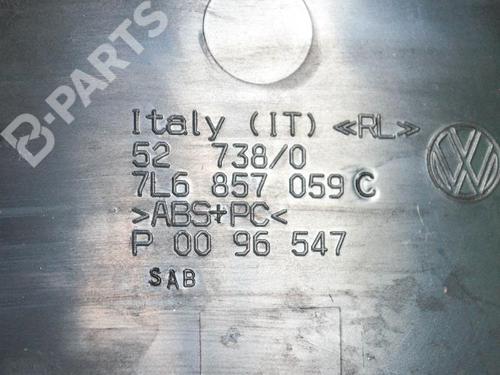 B-PARTS
Italy (IT) ≪RL≫
52 738/0
7L6 857 059 C
>ABS+PC<
P 00 96 547
SAB